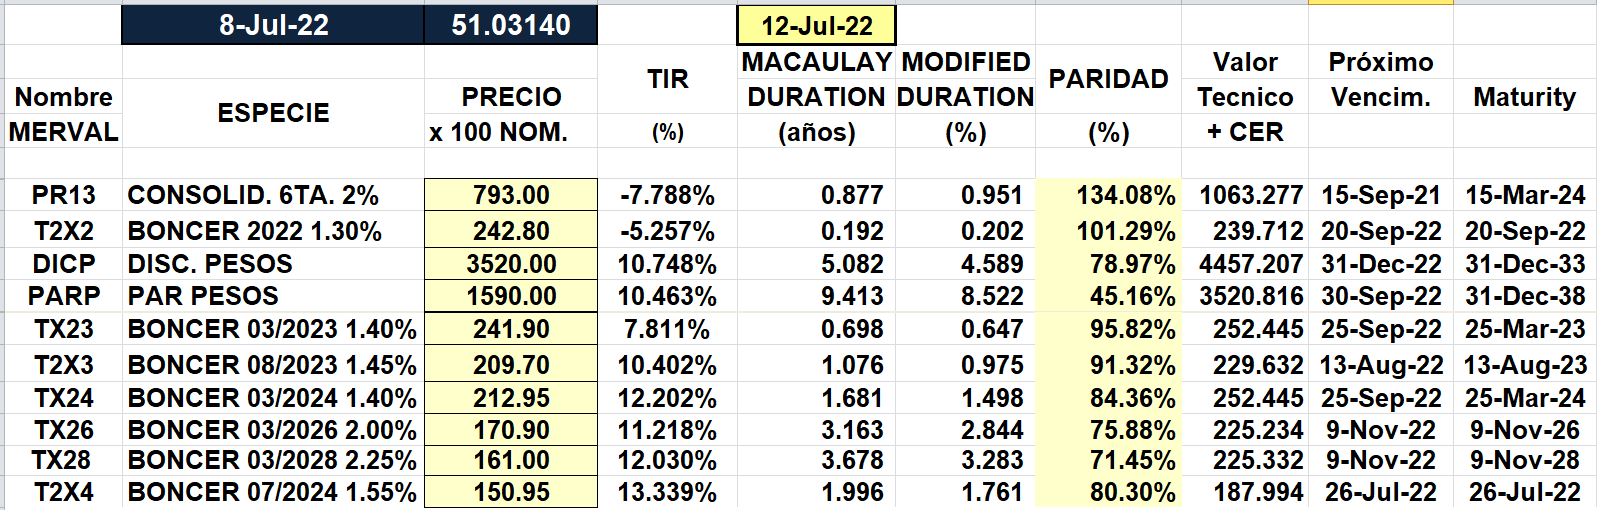 8-Jul-22 51.03140 12-Jul-22
MACAULAY MODIFIED Valor Próximo
TIR PARIDAD
Nombre PRECIO DURATION DURATION Tecnico Vencim. Maturity
ESPECIE
MERVAL x 100 NOM. (%) (años) (%) (%) + CER
PR13 CONSOLID. 6TA. 2% 793.00 -7.788% 0.877 0.951 134.08% 1063.277 15-Sep-21 15-Mar-24
T2X2 BONCER 2022 1.30% 242.80 -5.257% 0.192 0.202 101.29% 239.712 20-Sep-22 20-Sep-22
DICP DISC. PESOS 3520.00 10.748% 5.082 4.589 78.97% 4457.207 31-Dec-22 31-Dec-33
PARP PAR PESOS 1590.00 10.463% 9.413 8.522 45.16% 3520.816 30-Sep-22 31-Dec-38
TX23 BONCER 03/2023 1.40% 241.90 7.811% 0.698 0.647 95.82% 252.445 25-Sep-22 25-Mar-23
T2X3 BONCER 08/2023 1.45% 209.70 10.402% 1.076 0.975 91.32% 229.632 13-Aug-22 13-Aug-23
TX24 BONCER 03/2024 1.40% 212.95 12.202% 1.681 1.498 84.36% 252.445 25-Sep-22 25-Mar-24
TX26 BONCER 03/2026 2.00% 170.90 11.218% 3.163 2.844 75.88% 225.234 9-Nov-22 9-Nov-26
TX28 BONCER 03/2028 2.25% 161.00 12.030% 3.678 3.283 71.45% 225.332 9-Nov-22 9-Nov-28
T2X4 BONCER 07/2024 1.55% 150.95 13.339% 1.996 1.761 80.30% 187.994 26-Jul-22 26-Jul-22